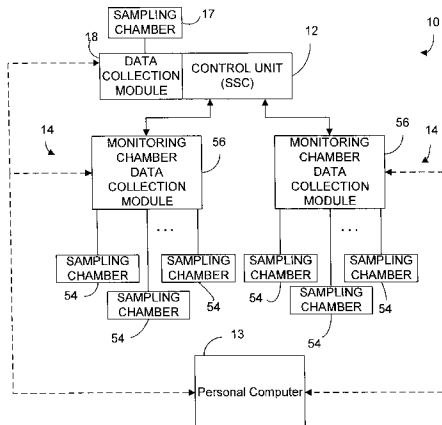 SAMPLING
CHAMBER
17
18
12
10
DATA
COLLECTION
MODULE
CONTROL UNIT
(SSC)
14
56
56
14
MONITORING
CHAMBER
DATA
COLLECTION
MODULE
MONITORING
CHAMBER
DATA
COLLECTION
MODULE
...
...
SAMPLING
CHAMBER
54
SAMPLING
CHAMBER
54
SAMPLING
CHAMBER
54
SAMPLING
CHAMBER
54
SAMPLING
CHAMBER
54
SAMPLING
CHAMBER
54
13
Personal Computer